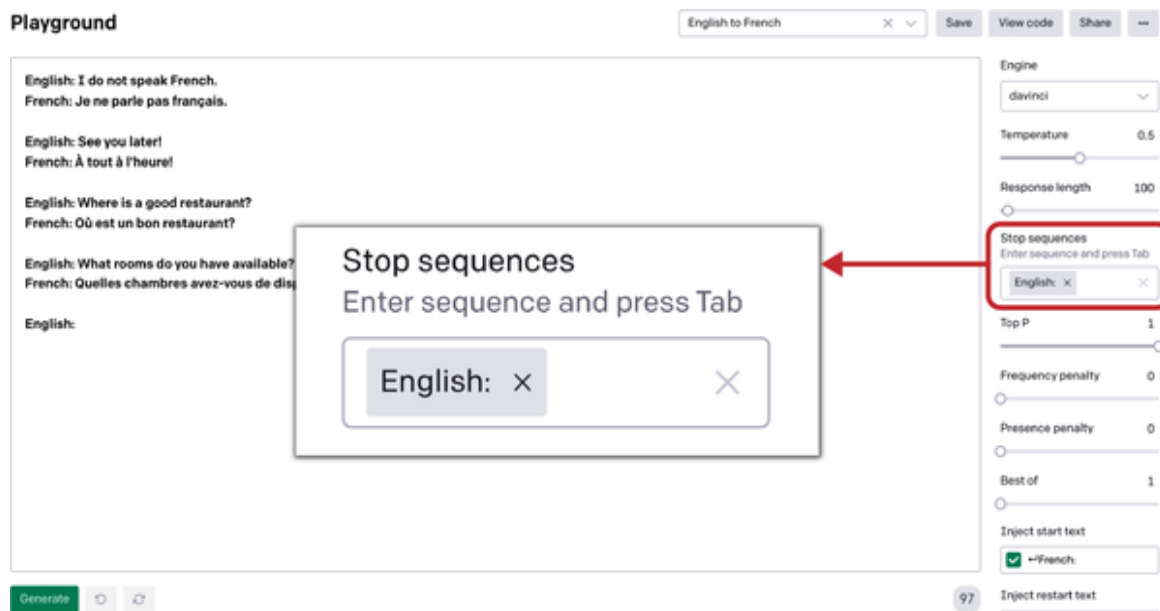 Playground
English to French
Save
View code
Share
English: I do not speak French.
French: Je ne parle pas français.
English: See you later!
French: À tout à l'heure!
English: Where is a good restaurant?
French: Où est un bon restaurant?
English: What rooms do you have available?
French: Quelles chambres avez-vous de
English:
Stop sequences
Enter sequence and press Tab
English: ×
Engine
davinci
Temperature 0.5
Response length 100
Stop sequences
Enter sequence and press Tab
English: ×
Top P 1
Frequency penalty 0
Presence penalty 0
Best of 1
Inject start text
↵French:
Inject restart text
Generate
97